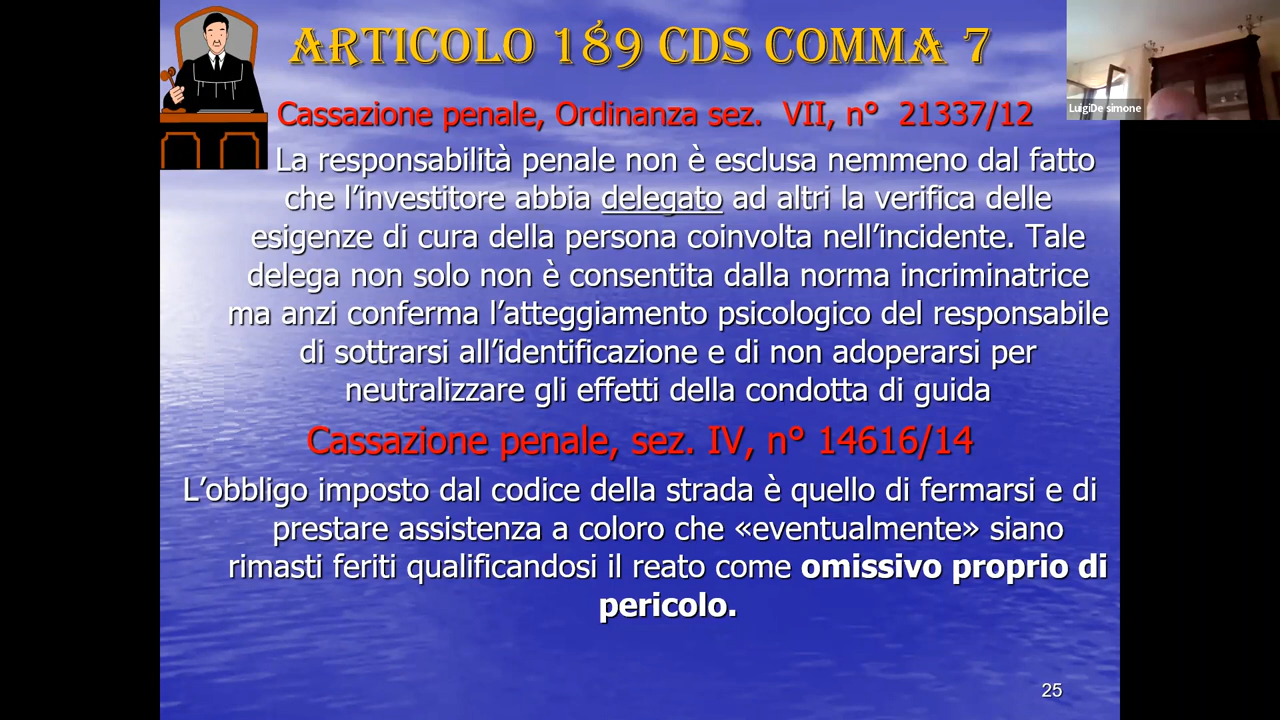 ARTICOLO 189 CDS COMMA 7
LuigiDe simone
Cassazione penale, Ordinanza sez. VII, n° 21337/12
La responsabilità penale non è esclusa nemmeno dal fatto
che l’investitore abbia delegato ad altri la verifica delle
esigenze di cura della persona coinvolta nell’incidente. Tale
delega non solo non è consentita dalla norma incriminatrice
ma anzi conferma l’atteggiamento psicologico del responsabile
di sottrarsi all’identificazione e di non adoperarsi per
neutralizzare gli effetti della condotta di guida
Cassazione penale, sez. IV, n° 14616/14
L’obbligo imposto dal codice della strada è quello di fermarsi e di
prestare assistenza a coloro che «eventualmente» siano
rimasti feriti qualificandosi il reato come omissivo proprio di
pericolo.
25